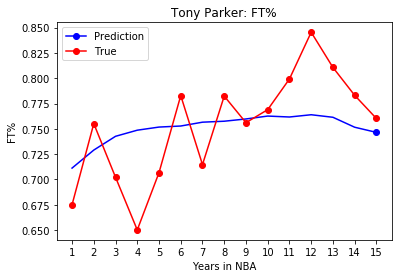 Tony Parker: FT%
Prediction
True
FT%
0.850
0.825
0.800
0.775
0.750
0.725
0.700
0.675
0.650
1 2 3 4 5 6 7 8 9 10 11 12 13 14 15
Years in NBA